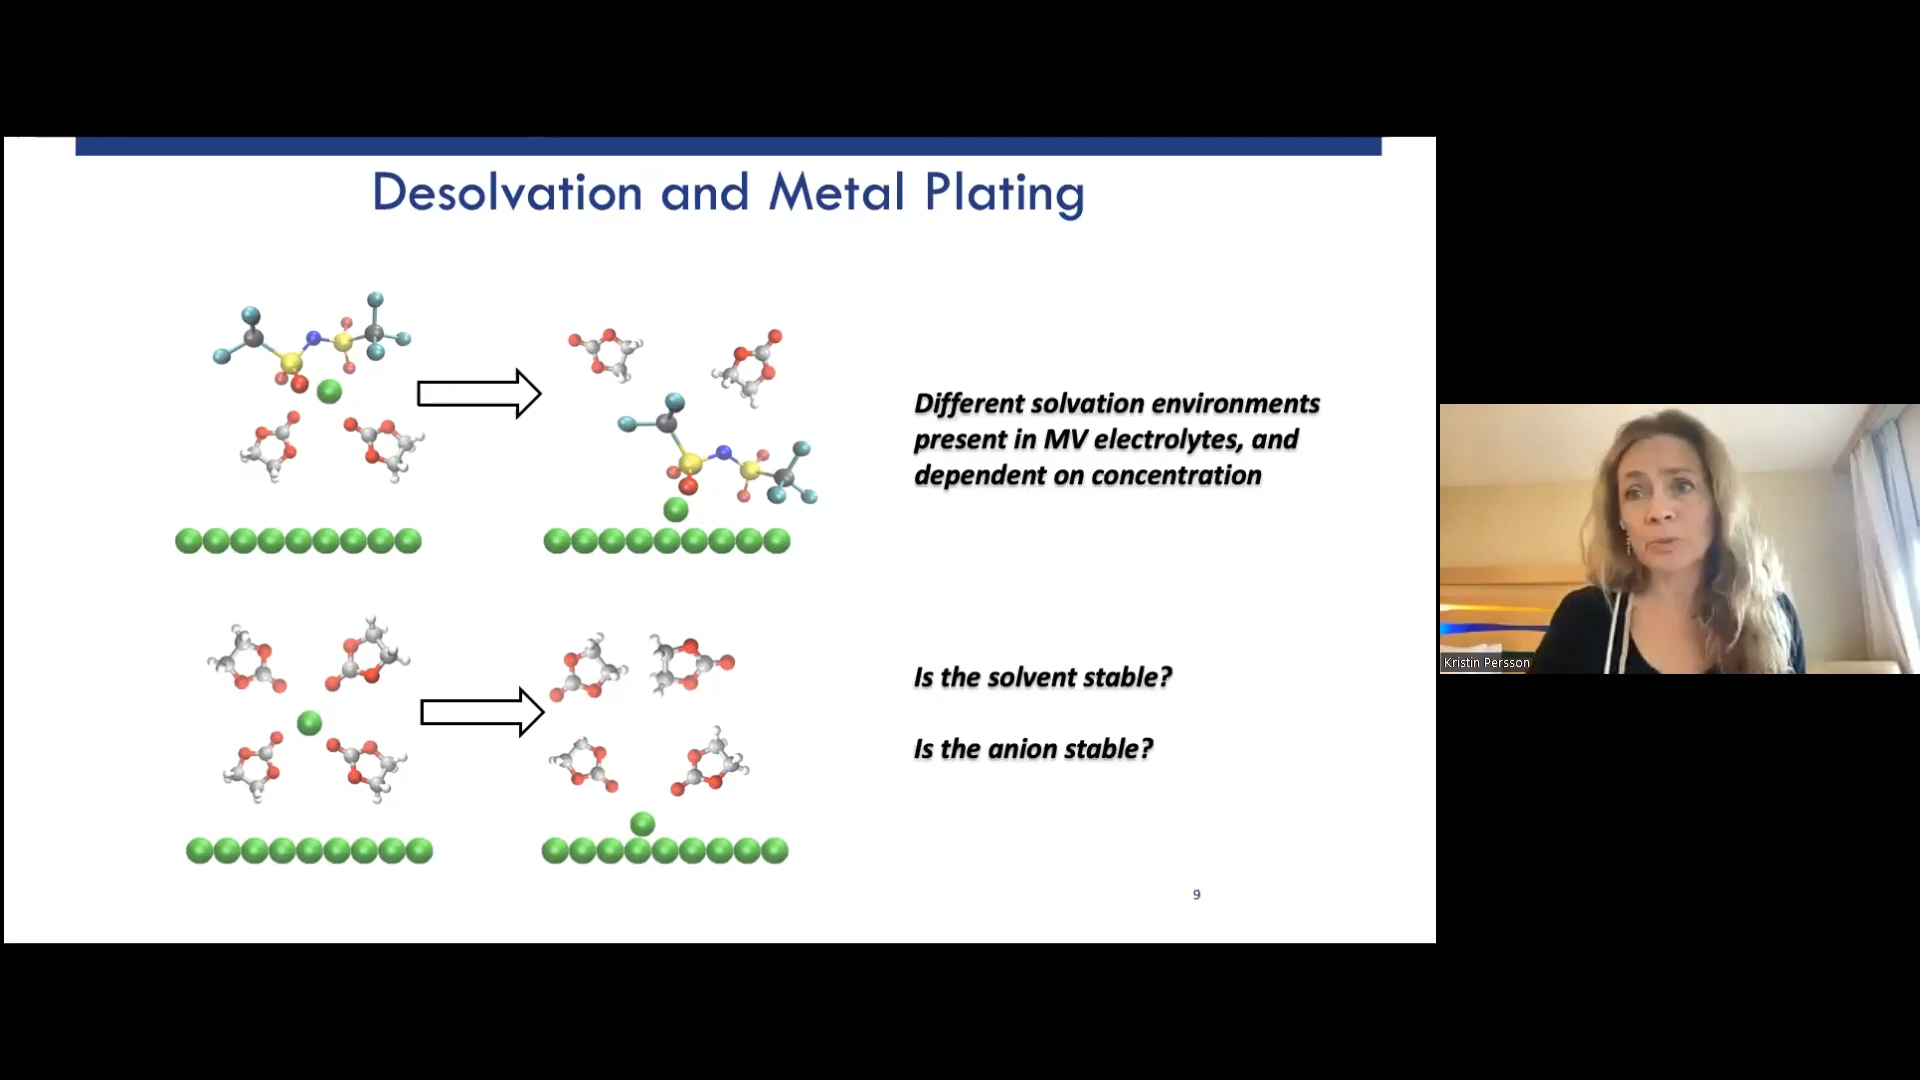 Desolvation and Metal Plating
Different solvation environments
present in MV electrolytes, and
dependent on concentration
Is the solvent stable?
Is the anion stable?
9
Kristin Persson